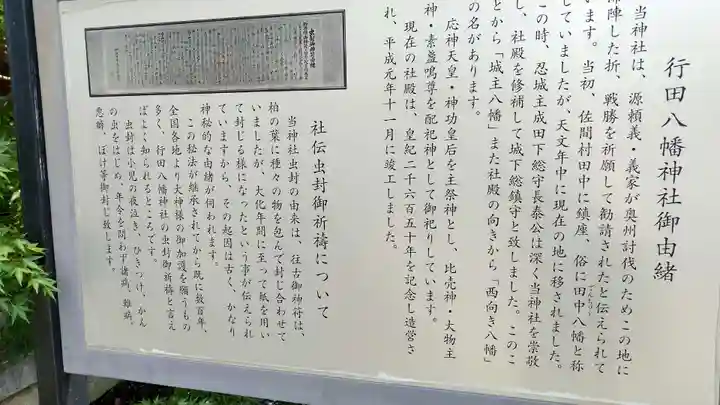 行田八幡神社御由緒
当神社は、源頼義・義家が奥州討伐のためこの地に
帥陣した折、戦勝を祈願して勧請されたと伝えられて
います。当初、佐間村田中に鎮座、俗に田中八幡と称
でんちう
していましたが、天文年中に現在の地に移されました。
この時、忍城主成田下総守長泰公は深く当神社を崇敬
し、社殿を修補して城下総鎮守と致しました。このこ
とから「城主八幡」また社殿の向きから「西向き八幡」
の名があります。
応神天皇・神功皇后を主祭神とし、比売神・大物主
神・素盞鳴尊を配祀神として御祀りしています。
現在の社殿は、皇紀二千六百五十年を記念し造営さ
れ、平成元年十一月に竣工しました。
社伝虫封御祈祷について
当神社虫封の由来は、往古御神符は、
柏の葉に種々の物を包んで封じ合わせて
いましたが、大化年間に至って紙を用い
て封じる様になったという事が伝えられ
ていますから、その起因は古く、かなり
神秘的な由緒が伺われます。
この秘法が継承されてから既に数百年、
全国各地より大神様の御加護を願うもの
多く、行田八幡神社の虫封御祈祷と言え
ばよく知られるところです。
虫封は小児の夜泣き、ひきつけ、かん
の虫をはじめ、年令を問わず諸病、難病、
悪癖、ぼけ等御封じ致します。